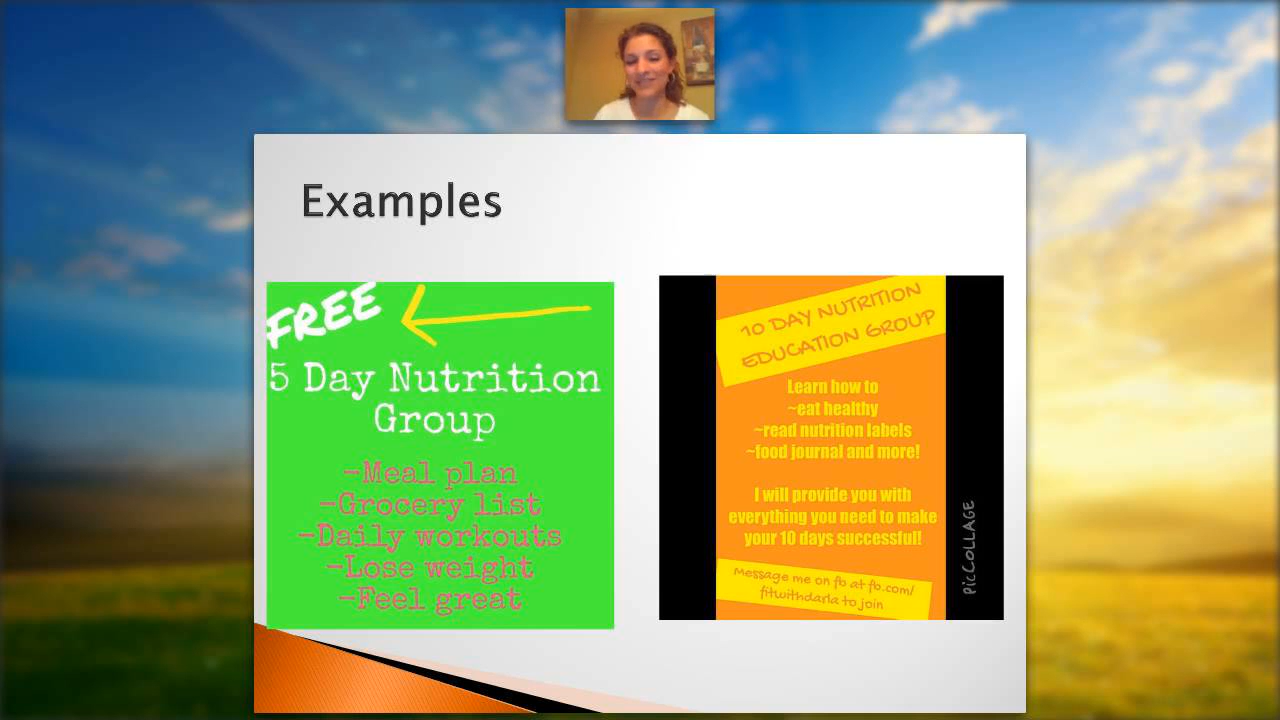 Examples
FREE
5 Day Nutrition
Group
-Meal plan
-Grocery list
-Daily workouts
-Lose weight
-Feel great
10 DAY NUTRITION
EDUCATION GROUP
Learn how to
~eat healthy
~read nutrition labels
~food journal and more!
I will provide you with
everything you need to make
your 10 days successful!
Message me on fb at fb.com/
fitwithdarla to join
PicCOLLAGE